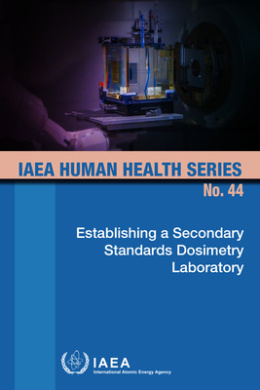 IAEA HUMAN HEALTH SERIES
No. 44
Establishing a Secondary
Standards Dosimetry
Laboratory
IAEA
International Atomic Energy Agency